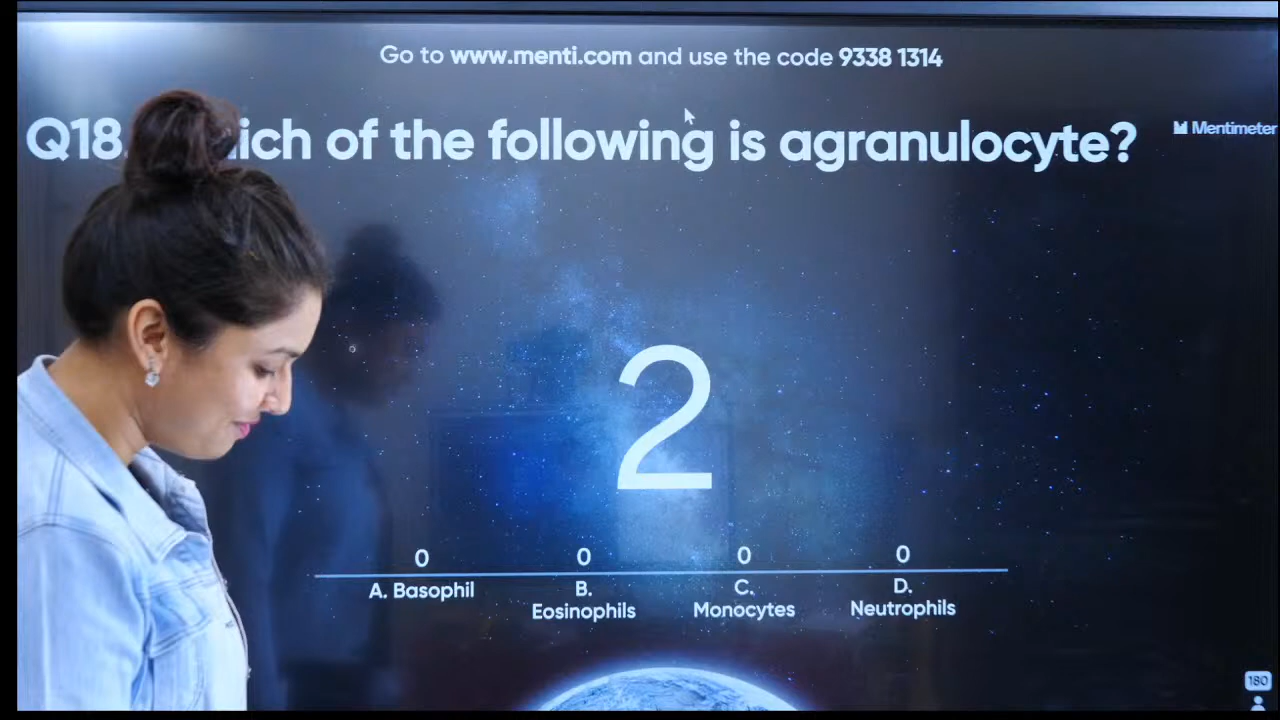 Go to www.menti.com and use the code 9338 1314
Q18. ich of the following is agranulocyte?
Mentimeter
2
0 0 0 0
A. Basophil
B.
Eosinophils
C.
Monocytes
D.
Neutrophils
180